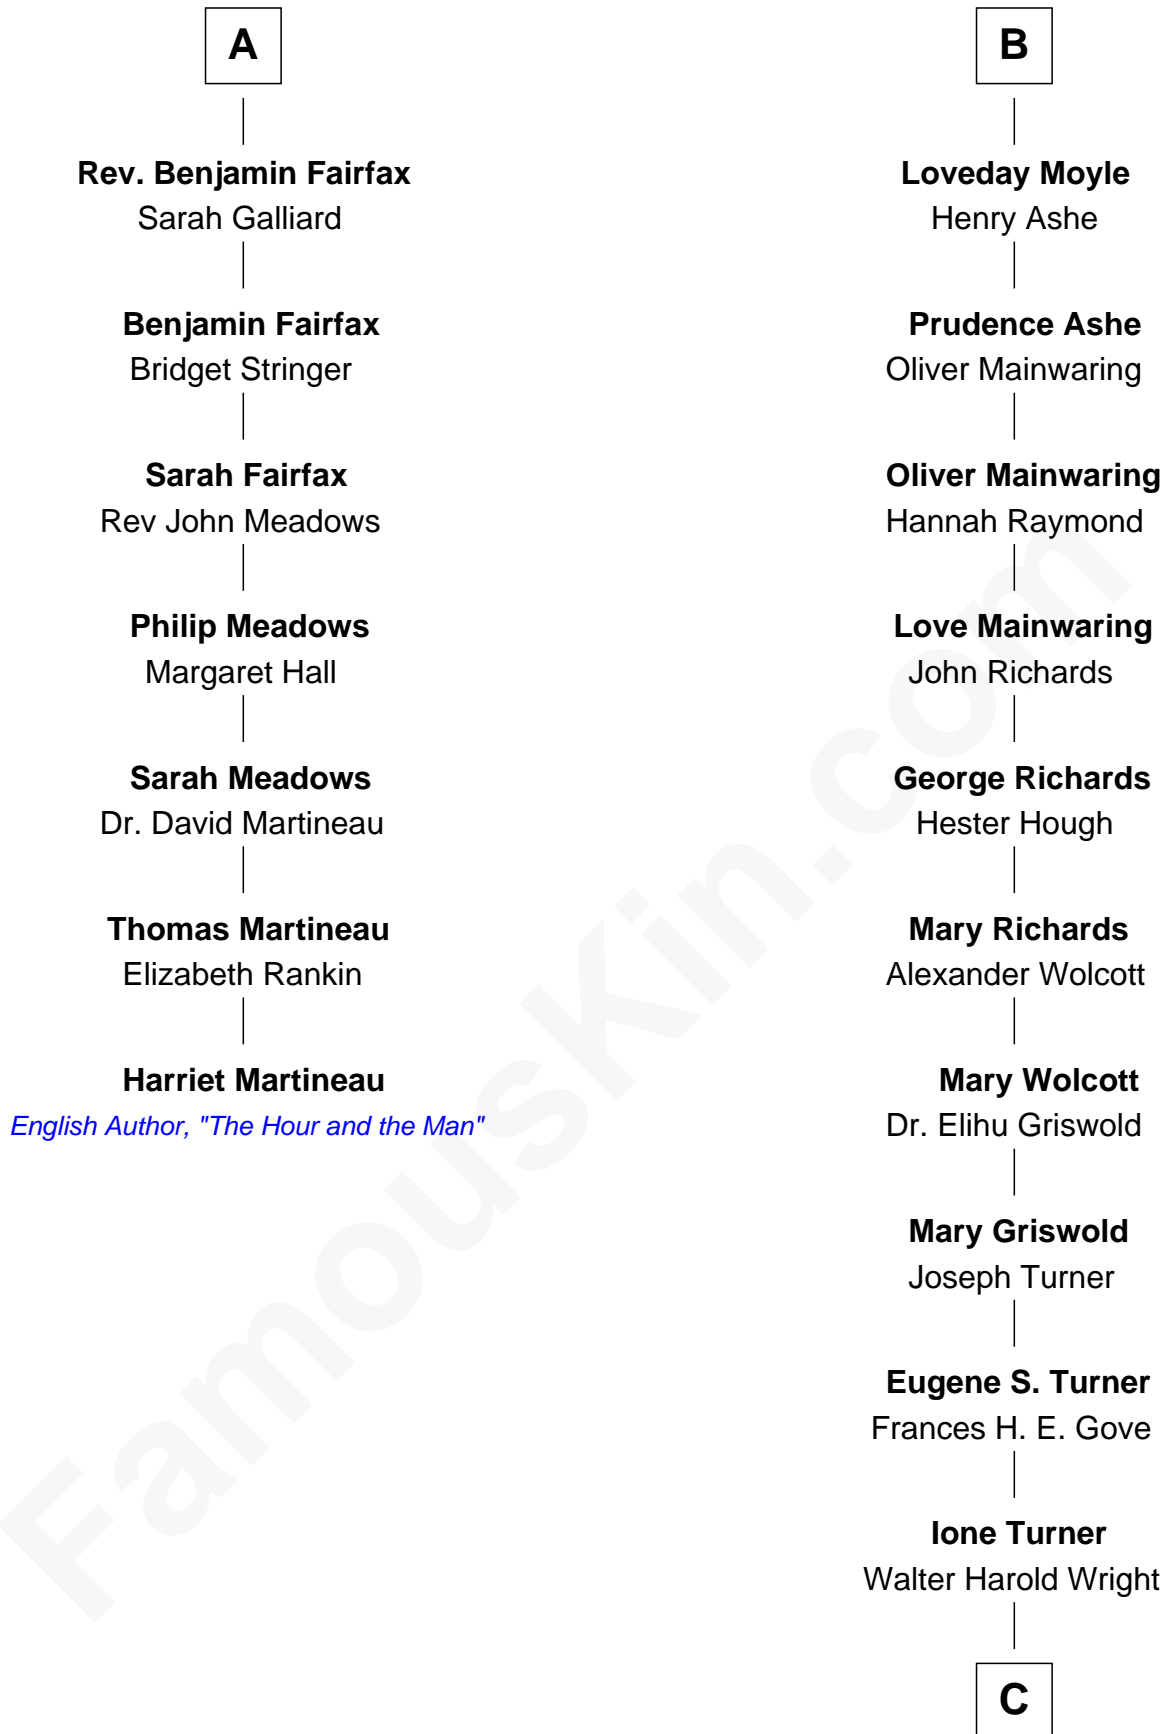 A
Rev. Benjamin Fairfax
Sarah Galliard
Benjamin Fairfax
Bridget Stringer
Sarah Fairfax
Rev John Meadows
Philip Meadows
Margaret Hall
Sarah Meadows
Dr. David Martineau
Thomas Martineau
Elizabeth Rankin
Harriet Martineau
English Author, "The Hour and the Man"
B
Loveday Moyle
Henry Ashe
Prudence Ashe
Oliver Mainwaring
Oliver Mainwaring
Hannah Raymond
Love Mainwaring
John Richards
George Richards
Hester Hough
Mary Richards
Alexander Wolcott
Mary Wolcott
Dr. Elihu Griswold
Mary Griswold
Joseph Turner
Eugene S. Turner
Frances H. E. Gove
Ione Turner
Walter Harold Wright
C
FamousKin.com